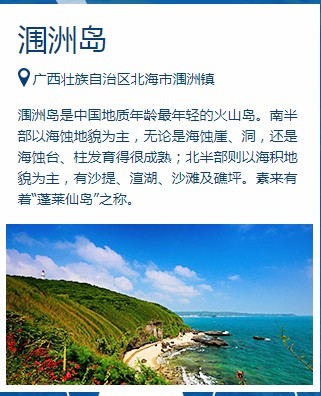 涠洲岛
广西壮族自治区北海市涠洲镇
涠洲岛是中国地质年龄最年轻的火山岛。南半
部以海蚀地貌为主，无论是海蚀崖、洞，还是
海蚀台、柱发育得很成熟；北半部则以海积地
貌为主，有沙提、渲湖、沙滩及礁坪。素来有
着“蓬莱仙岛”之称。